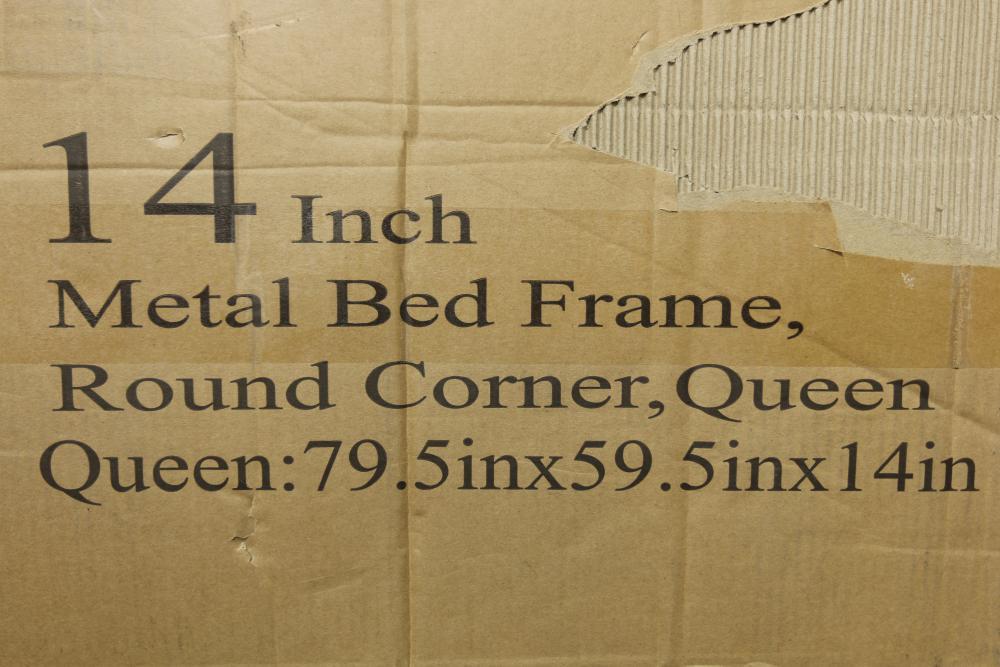 14 Inch
Metal Bed Frame,
Round Corner,Queen
Queen:79.5inx59.5inx14in